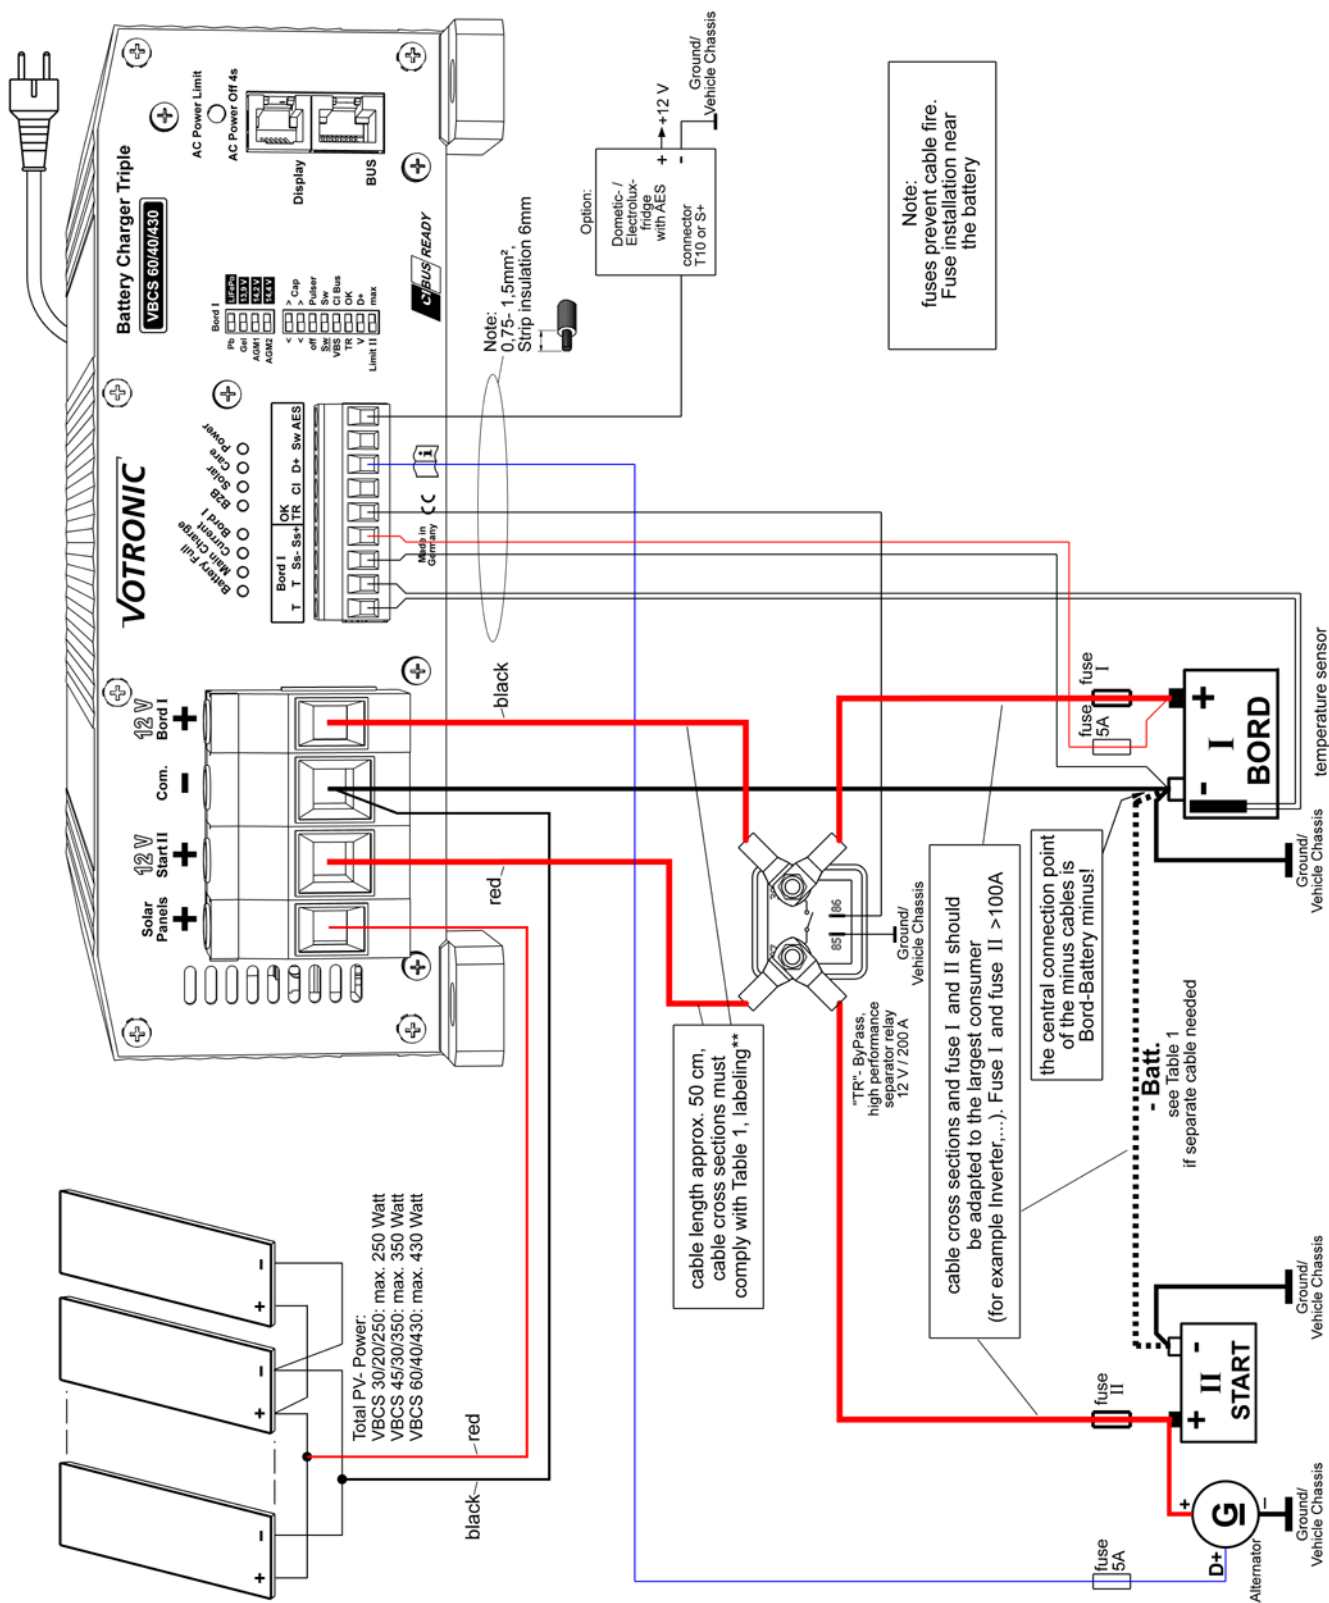 Battery Charger Triple
VBCS 60/40/430
AC Power Limit
AC Power Off 4s
Display
BUS
CI BUS READY
Bord I
Pb
LiFePo
Gel
13,9 V
AGM1
14,2 V
AGM2
14,4 V
< > Cap
< >
off Pulser
Sw Sw
VBS CI Bus
TR OK
V D+
Limit II max
VOTRONIC
Battery Full
Main Charge
Current
Bord I
B2B
Solar
Care
Power
Bord I
T T Ss- Ss+
OK
TR CI D+ Sw AES
Made in
Germany
CE
i
Note:
0,75- 1,5mm²,
Strip insulation 6mm
Option:
Dometic- /
Electrolux-
fridge
with AES
connector
T10 or S+
+
-
+12 V
Ground/
Vehicle Chassis
Note:
fuses prevent cable fire.
Fuse installation near
the battery
Solar
Panels
+
12 V
Start II
+
Com.
-
12 V
Bord I
+
red
black
Total PV- Power:
VBCS 30/20/250: max. 250 Watt
VBCS 45/30/350: max. 350 Watt
VBCS 60/40/430: max. 430 Watt
+ -
+ -
+ -
black
red
cable length approx. 50 cm,
cable cross sections must
comply with Table 1, labeling**
85
86
Ground/
Vehicle Chassis
"TR"- ByPass,
high performance
separator relay
12 V / 200 A
cable cross sections and fuse I and II should
be adapted to the largest consumer
(for example Inverter,...). Fuse I and fuse II >100A
the central connection point
of the minus cables is
Bord-Battery minus!
- Batt.
see Table 1
if separate cable needed
fuse
5A
fuse
I
- +
I
BORD
temperature sensor
Ground/
Vehicle Chassis
fuse
II
+ -
II
START
Ground/
Vehicle Chassis
fuse
5A
D+
+
G
-
Alternator
Ground/
Vehicle Chassis